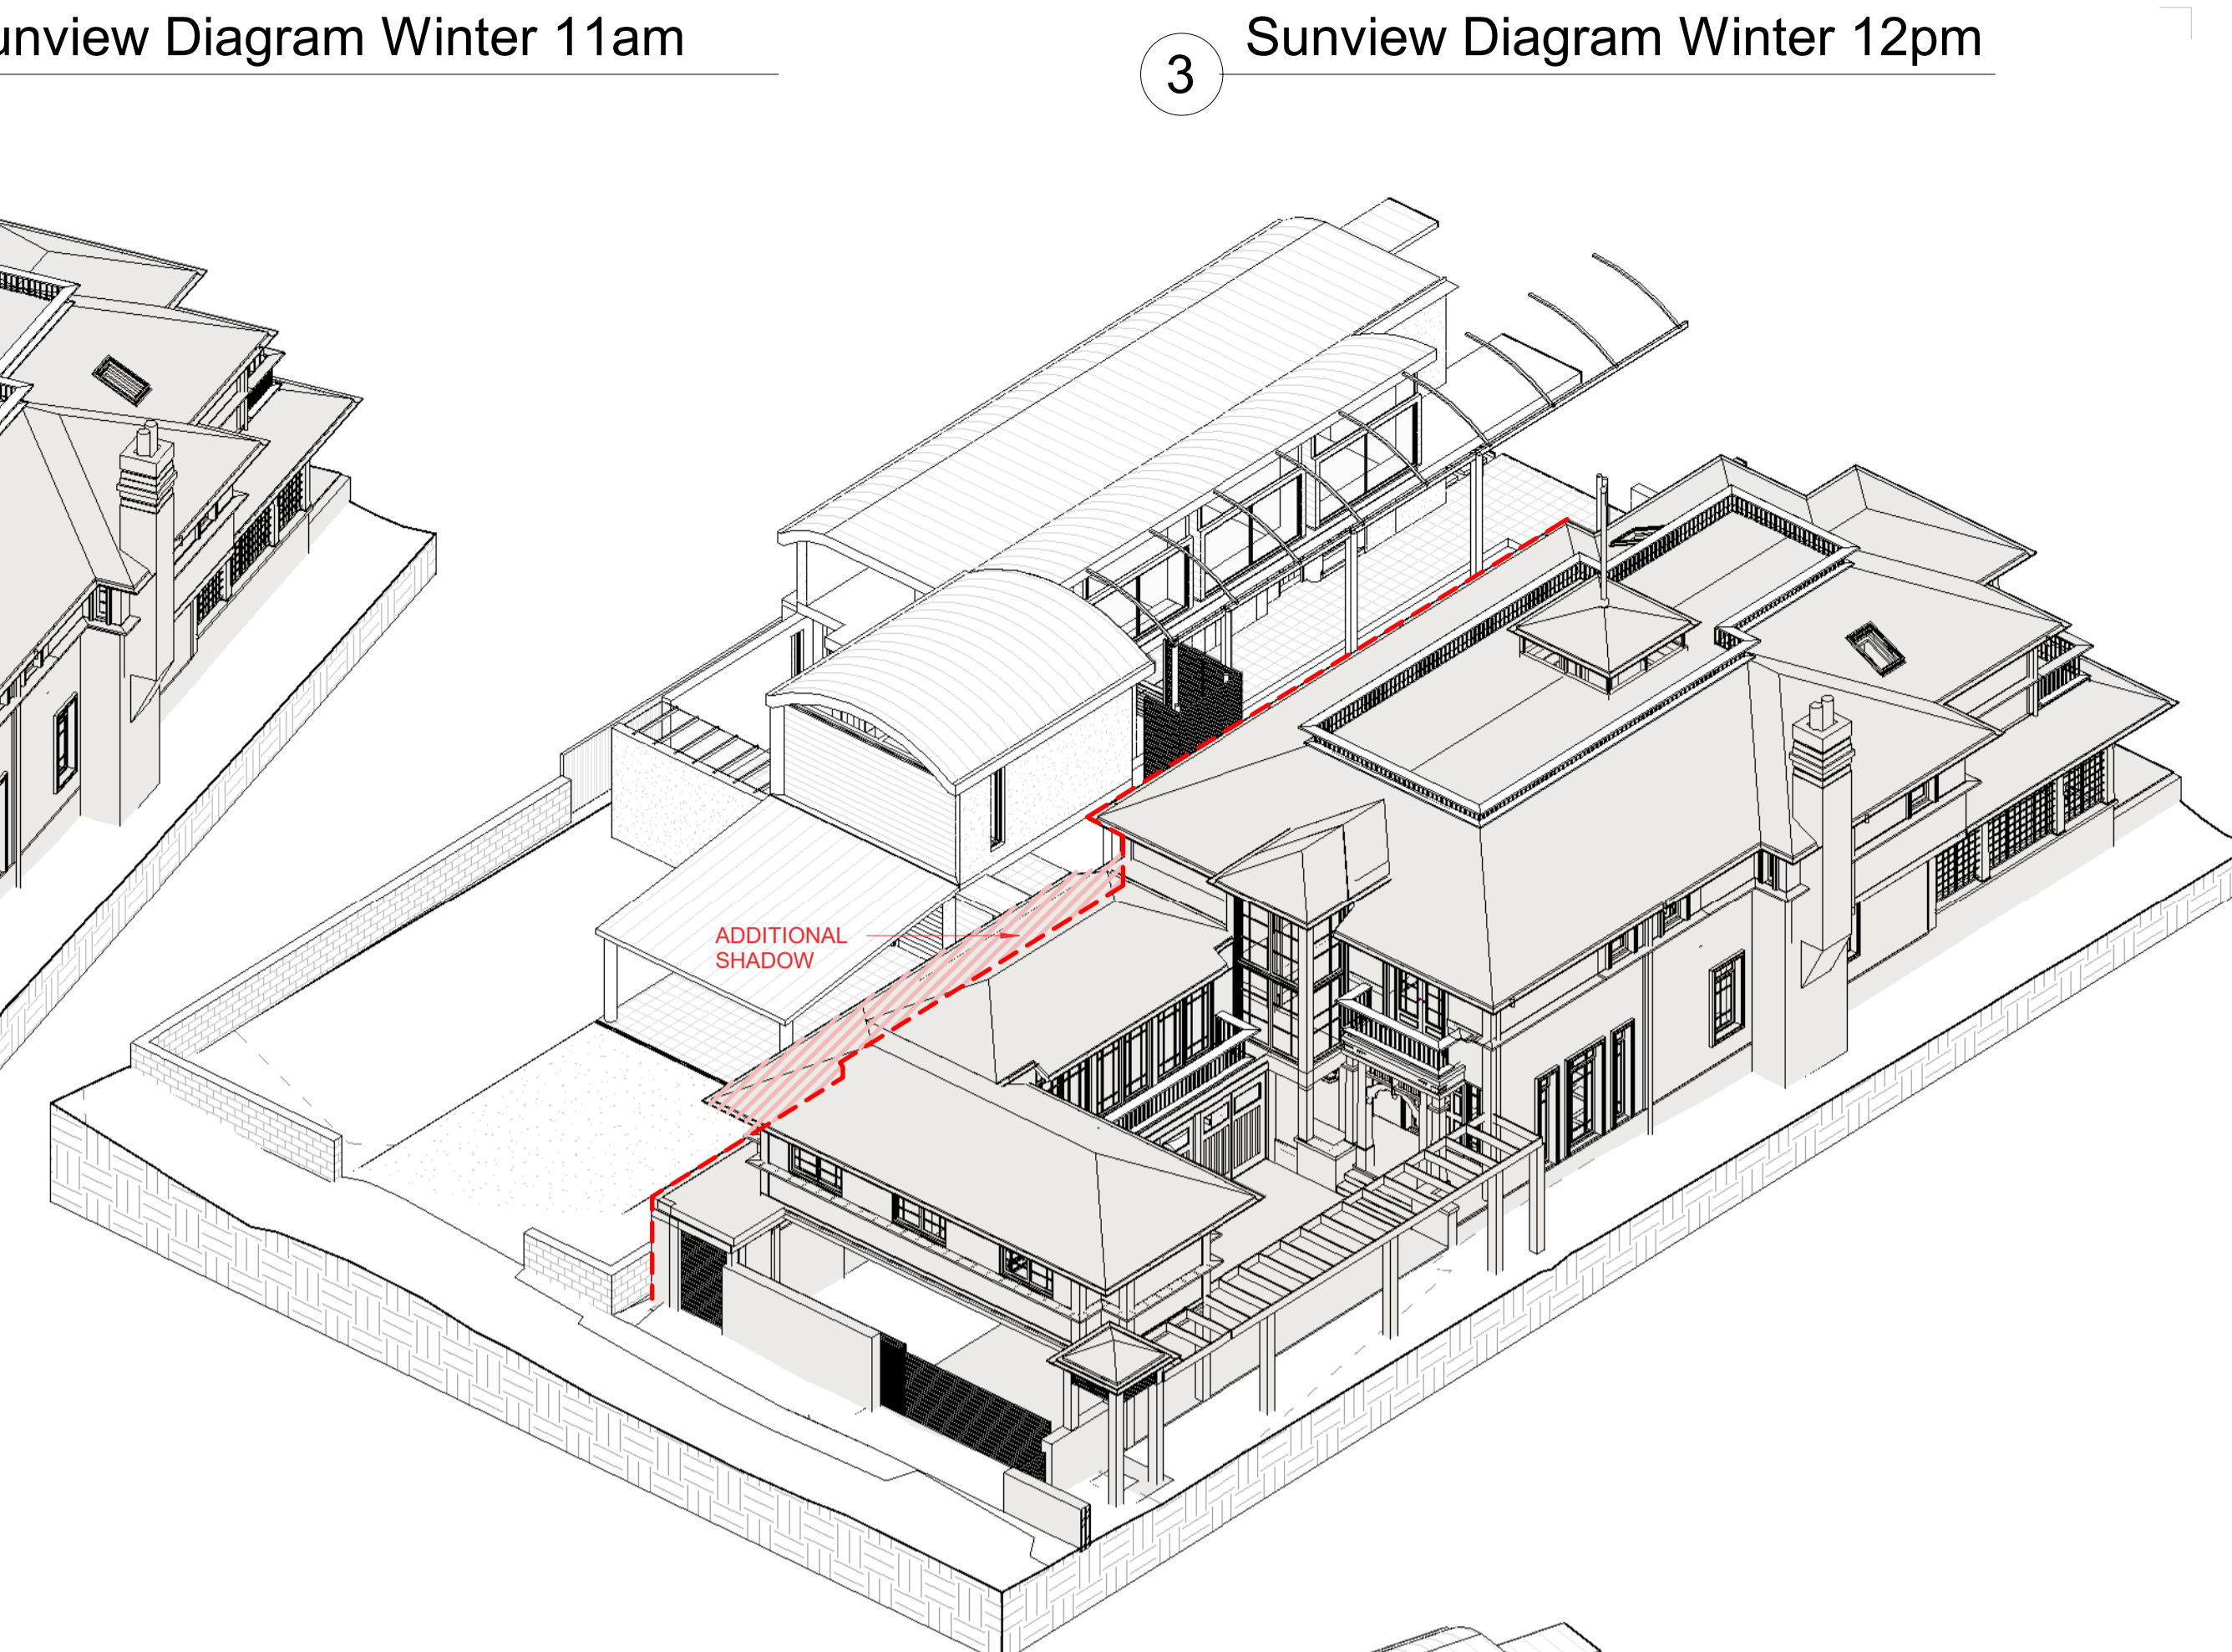 unview Diagram Winter 11am
3
Sunview Diagram Winter 12pm
ADDITIONAL
SHADOW